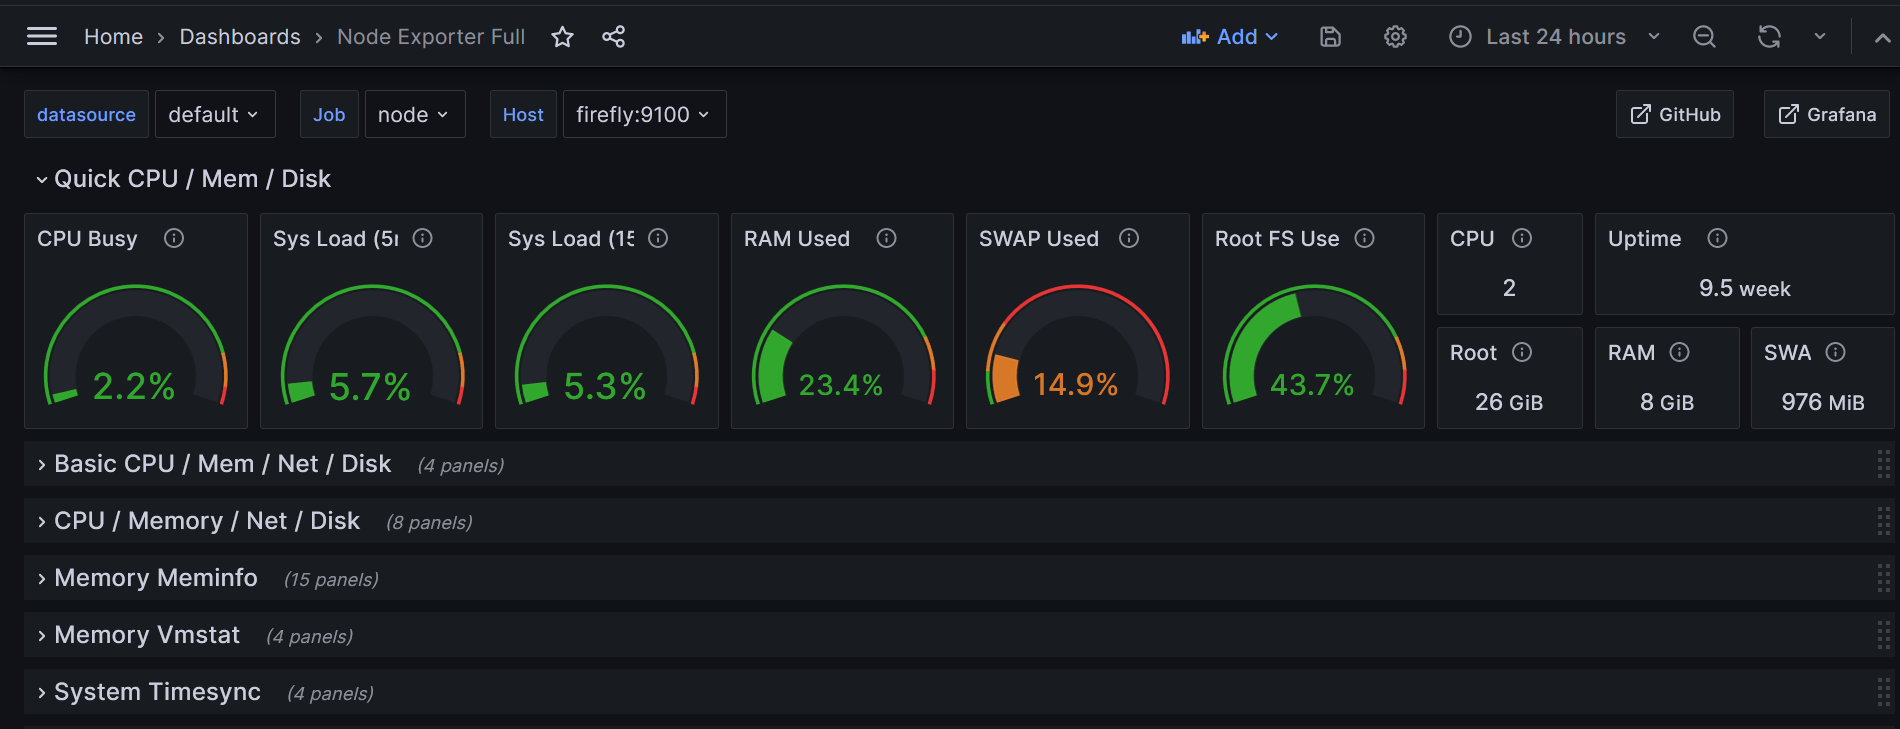 Home › Dashboards › Node Exporter Full Add Last 24 hours
datasource default Job node Host firefly:9100 GitHub Grafana
Quick CPU / Mem / Disk
CPU Busy
2.2%
Sys Load (5r
5.7%
Sys Load (15
5.3%
RAM Used
23.4%
SWAP Used
14.9%
Root FS Use
43.7%
CPU
2
Uptime
9.5 week
Root
26 GiB
RAM
8 GiB
SWA
976 MiB
Basic CPU / Mem / Net / Disk (4 panels)
CPU / Memory / Net / Disk (8 panels)
Memory Meminfo (15 panels)
Memory Vmstat (4 panels)
System Timesync (4 panels)